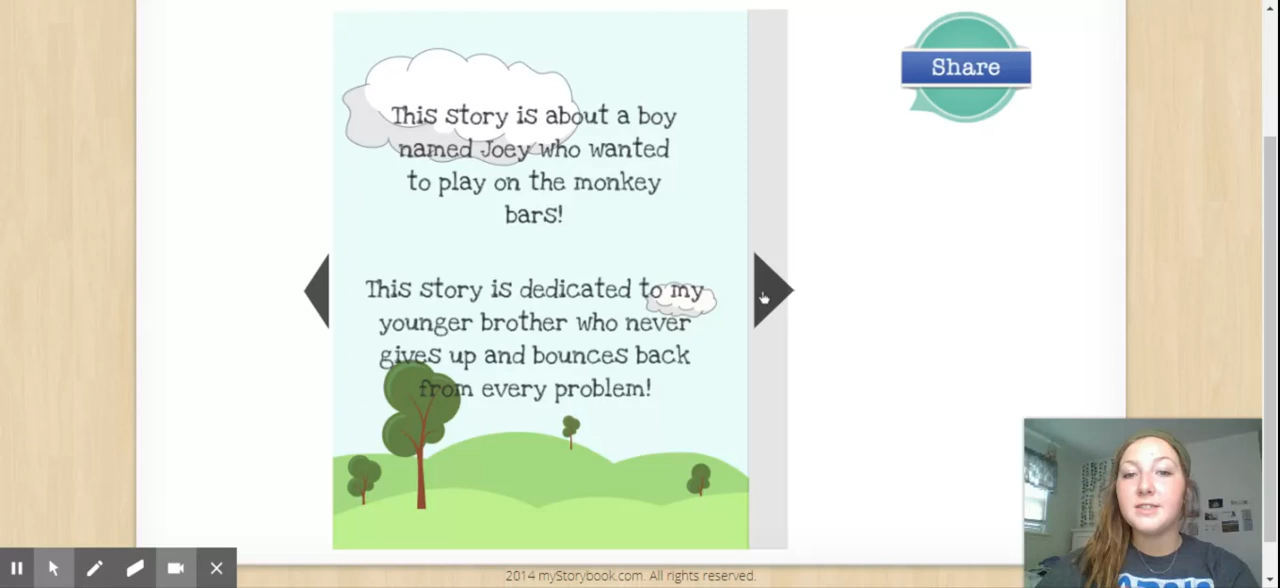 This story is about a boy
named Joey who wanted
to play on the monkey
bars!
This story is dedicated to my
younger brother who never
gives up and bounces back
from every problem!
Share
2014 myStorybook.com. All rights reserved.